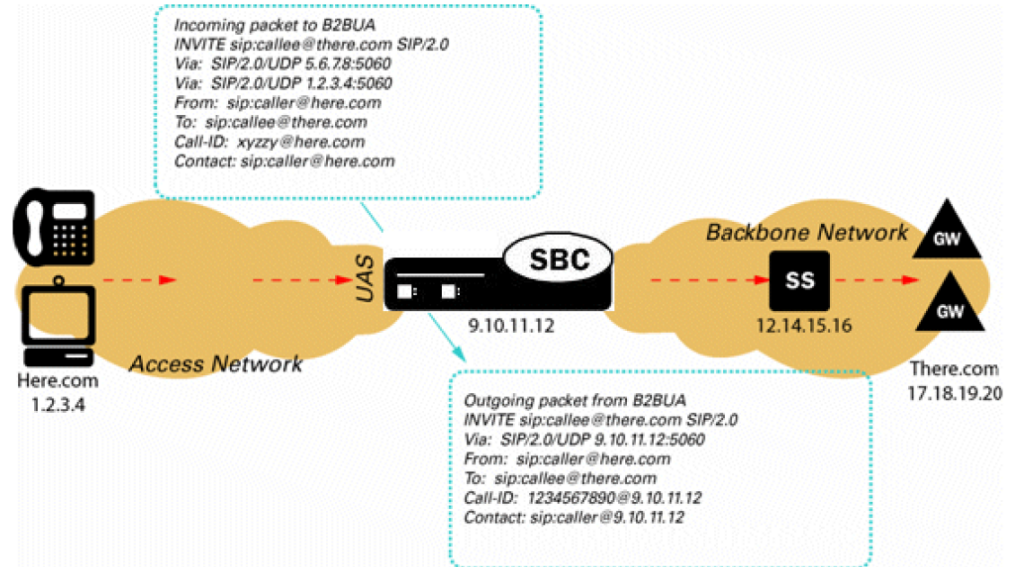 Incoming packet to B2BUA
INVITE sip:callee@there.com SIP/2.0
Via: SIP/2.0/UDP 5.6.7.8:5060
Via: SIP/2.0/UDP 1.2.3.4:5060
From: sip:caller@here.com
To: sip:callee@there.com
Call-ID: xyzzy@here.com
Contact: sip:caller@here.com
Here.com
1.2.3.4
Access Network
UAS
SBC
9.10.11.12
Backbone Network
SS
12.14.15.16
GW
GW
There.com
17.18.19.20
Outgoing packet from B2BUA
INVITE sip:callee@there.com SIP/2.0
Via: SIP/2.0/UDP 9.10.11.12:5060
From: sip:caller@here.com
To: sip:callee@there.com
Call-ID: 1234567890@9.10.11.12
Contact: sip:caller@9.10.11.12